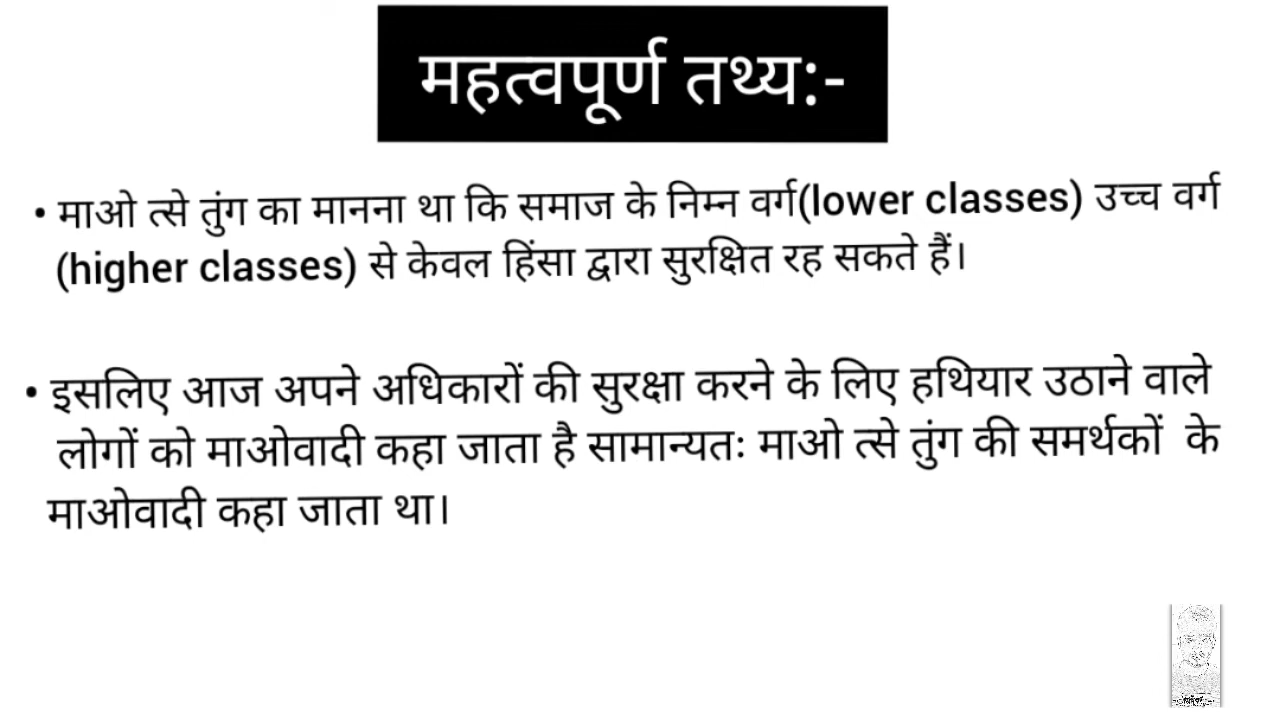 महत्वपूर्ण तथ्य:-
• माओ त्से तुंग का मानना था कि समाज के निम्न वर्ग(lower classes) उच्च वर्ग
(higher classes) से केवल हिंसा द्वारा सुरक्षित रह सकते हैं।
• इसलिए आज अपने अधिकारों की सुरक्षा करने के लिए हथियार उठाने वाले
लोगों को माओवादी कहा जाता है सामान्यतः माओ त्से तुंग की समर्थकों के
माओवादी कहा जाता था।